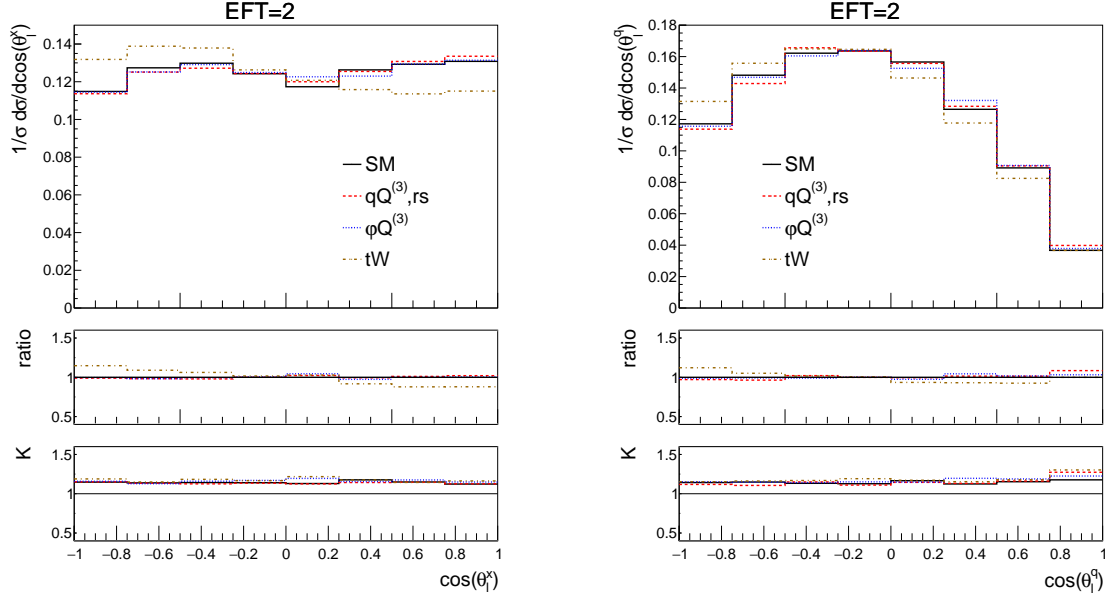 EFT=2
1/σ dσ/dcos(θ_l^x)
0.14
0.12
0.1
0.08
0.06
0.04
0.02
0
SM
qQ^(3),rs
φQ^(3)
tW
ratio
1.5
1
0.5
K
1.5
1
0.5
−1 −0.8 −0.6 −0.4 −0.2 0 0.2 0.4 0.6 0.8 1
cos(θ_l^x)
EFT=2
1/σ dσ/dcos(θ_l^q)
0.18
0.16
0.14
0.12
0.1
0.08
0.06
0.04
0.02
0
SM
qQ^(3),rs
φQ^(3)
tW
ratio
1.5
1
0.5
K
1.5
1
0.5
−1 −0.8 −0.6 −0.4 −0.2 0 0.2 0.4 0.6 0.8 1
cos(θ_l^q)